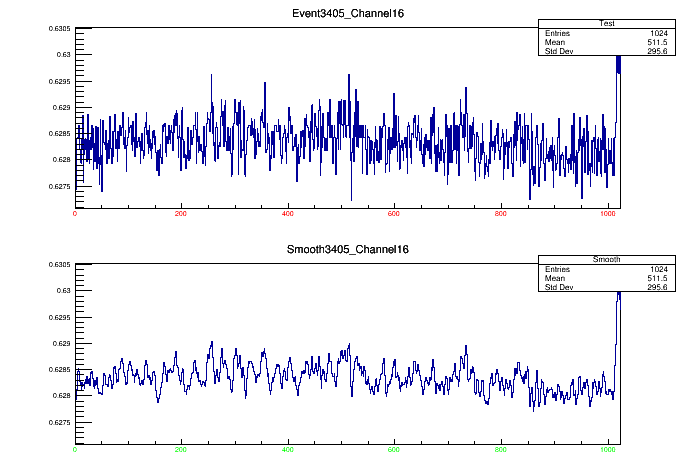 Event3405_Channel16
Test
Entries 1024
Mean 511.5
Std Dev 295.6
0.6305
0.63
0.6295
0.629
0.6285
0.628
0.6275
0 200 400 600 800 1000
Smooth3405_Channel16
Smooth
Entries 1024
Mean 511.5
Std Dev 295.6
0.6305
0.63
0.6295
0.629
0.6285
0.628
0.6275
0 200 400 600 800 1000